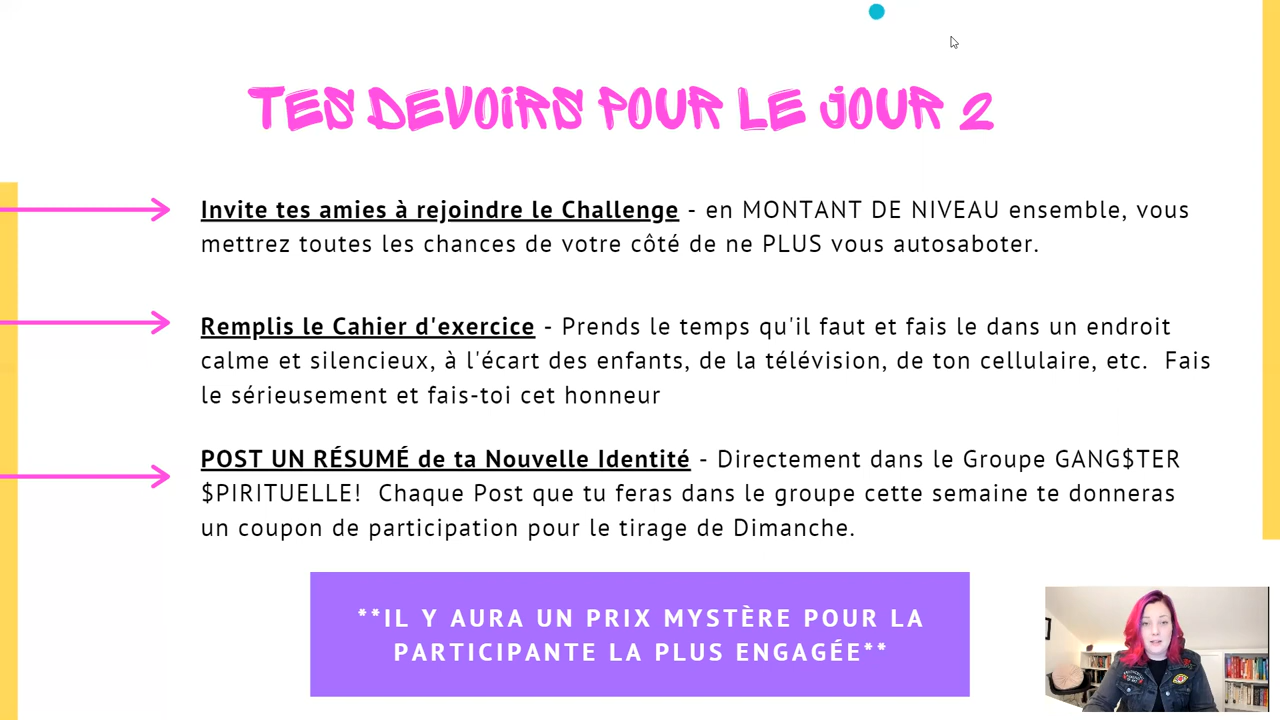 TES DEVOIRS POUR LE JOUR 2
Invite tes amies à rejoindre le Challenge - en MONTANT DE NIVEAU ensemble, vous
mettrez toutes les chances de votre côté de ne PLUS vous autosaboter.
Remplis le Cahier d'exercice - Prends le temps qu'il faut et fais le dans un endroit
calme et silencieux, à l'écart des enfants, de la télévision, de ton cellulaire, etc. Fais
le sérieusement et fais-toi cet honneur
POST UN RÉSUMÉ de ta Nouvelle Identité - Directement dans le Groupe GANG$TER
$PIRITUELLE! Chaque Post que tu feras dans le groupe cette semaine te donneras
un coupon de participation pour le tirage de Dimanche.
**IL Y AURA UN PRIX MYSTÈRE POUR LA
PARTICIPANTE LA PLUS ENGAGÉE**